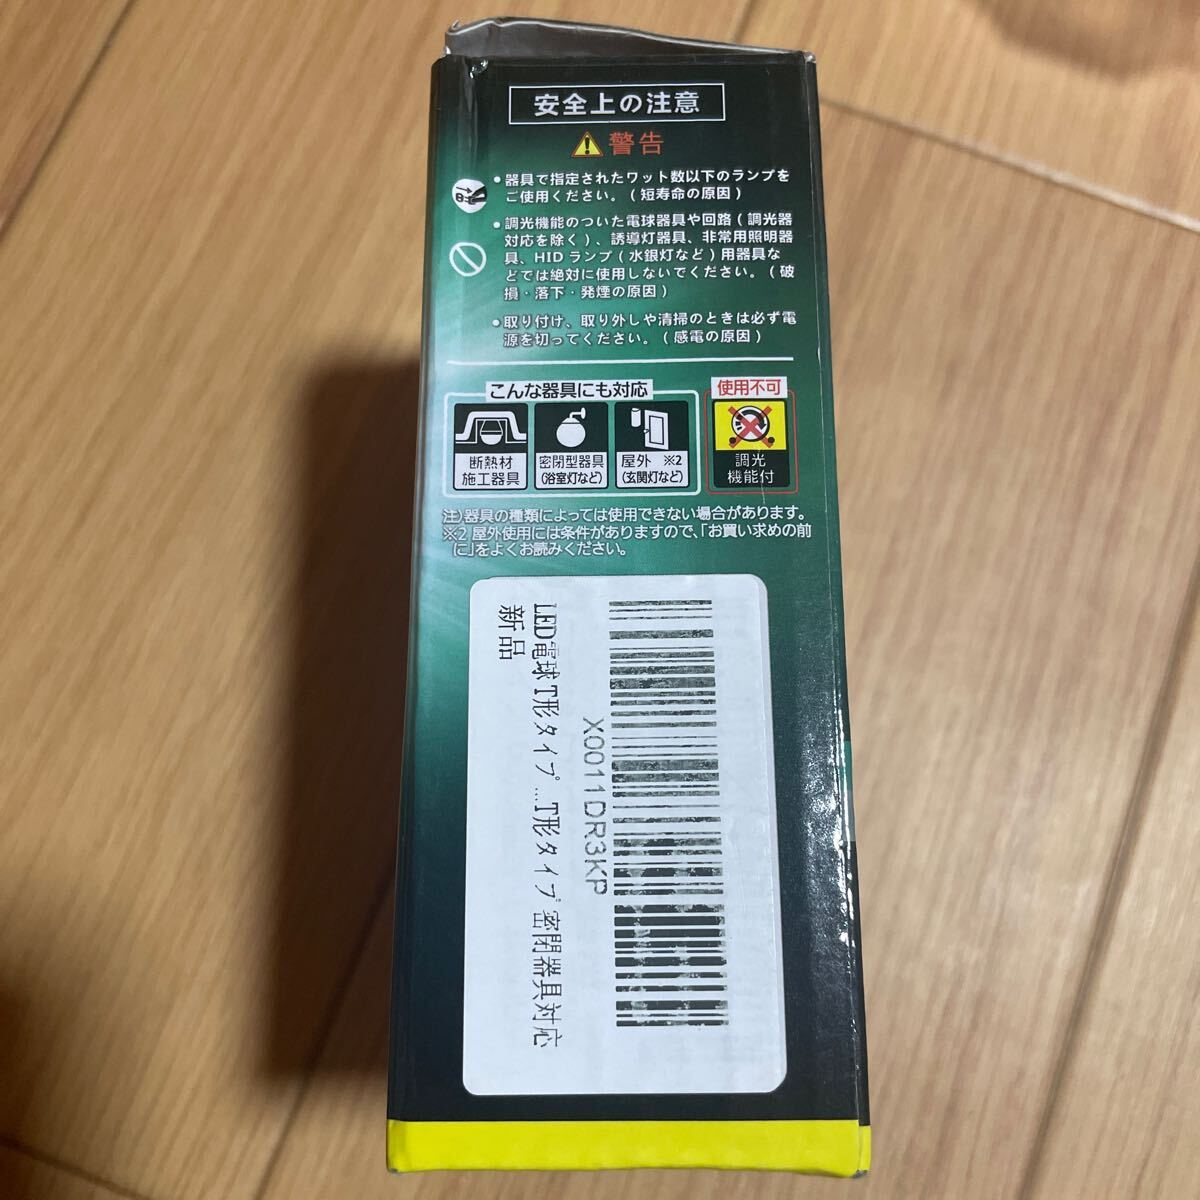 安全上の注意
警告
・器具で指定されたワット数以下のランプを
ご使用ください。(短寿命の原因)
・調光機能のついた電球器具や回路(調光器
対応を除く)、誘導灯器具、非常用照明器
具、HIDランプ(水銀灯など)用器具な
どでは絶対に使用しないでください。(破
損・落下・発煙の原因)
・取り付け、取り外しや清掃のときは必ず電
源を切ってください。(感電の原因)
こんな器具にも対応
断熱材
施工器具
密閉型器具
(浴室灯など)
屋外 ※2
(玄関灯など)
使用不可
調光
機能付
注)器具の種類によっては使用できない場合があります。
※2 屋外使用には条件がありますので、「お買い求めの前
に」をよくお読みください。
X0011DR3KP
LED電球 T形タイプ ...T形タイプ 密閉器具対応
新品